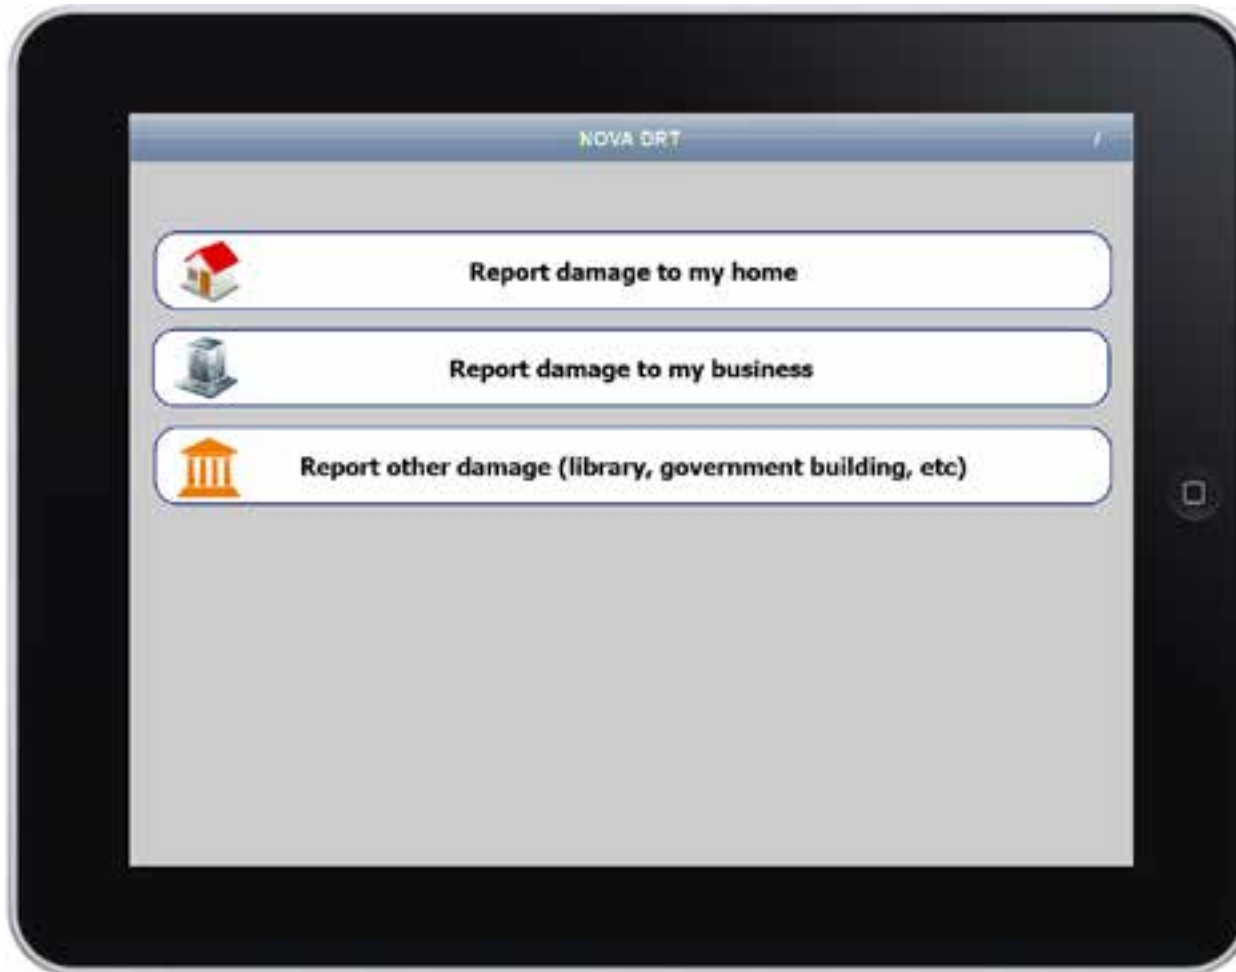 NOVA DRT
Report damage to my home
Report damage to my business
Report other damage (library, government building, etc)